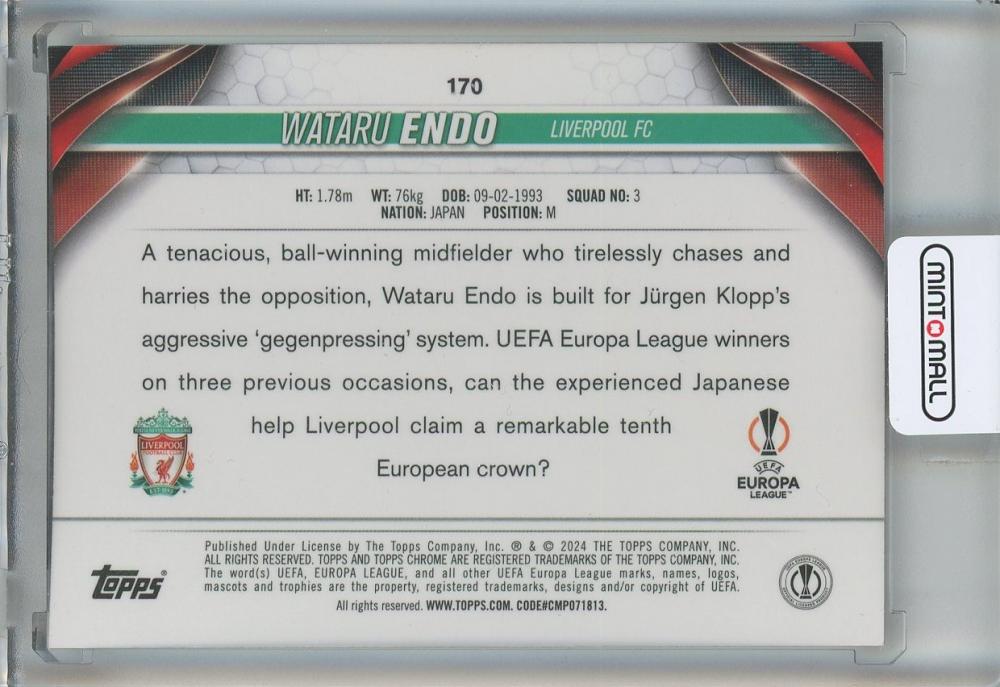 170
WATARU ENDO LIVERPOOL FC
HT: 1.78m WT: 76kg DOB: 09-02-1993 SQUAD NO: 3
NATION: JAPAN POSITION: M
A tenacious, ball-winning midfielder who tirelessly chases and
harries the opposition, Wataru Endo is built for Jürgen Klopp's
aggressive 'gegenpressing' system. UEFA Europa League winners
on three previous occasions, can the experienced Japanese
help Liverpool claim a remarkable tenth
European crown?
LIVERPOOL
FOOTBALL CLUB
EST·1892
UEFA
EUROPA
LEAGUE™
Topps
Published Under License by The Topps Company, Inc. ® & © 2024 THE TOPPS COMPANY, INC.
ALL RIGHTS RESERVED. TOPPS AND TOPPS CHROME ARE REGISTERED TRADEMARKS OF THE TOPPS COMPANY, INC.
The word(s) UEFA, EUROPA LEAGUE, and all other UEFA Europa League marks, names, logos,
mascots and trophies are the property, registered trademarks, designs and/or copyright of UEFA.
All rights reserved. WWW.TOPPS.COM. CODE#CMP071813.
MINT MALL